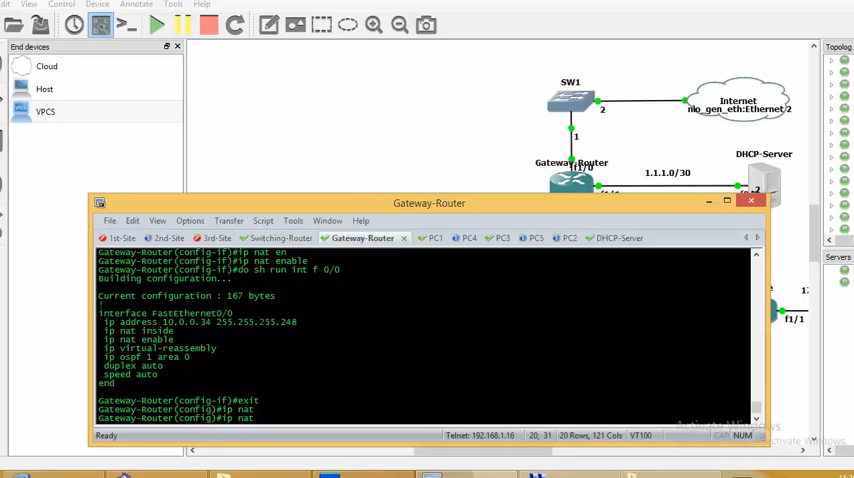 dit View Control Device Annotate Tools Help
End devices
Cloud
Host
VPCS
SW1
2
Internet
nio_gen_eth:Ethernet 2
1
Gateway-Router
f1/0
1.1.1.0/30
DHCP-Server
Topolog
Servers
f1/1
Gateway-Router
File Edit View Options Transfer Script Tools Window Help
1st-Site 2nd-Site 3rd-Site Switching-Router Gateway-Router PC1 PC4 PC3 PC5 PC2 DHCP-Server
Gateway-Router(config-if)#ip nat en
Gateway-Router(config-if)#ip nat enable
Gateway-Router(config-if)#do sh run int f 0/0
Building configuration...
Current configuration : 167 bytes
!
interface FastEthernet0/0
ip address 10.0.0.34 255.255.255.248
ip nat inside
ip nat enable
ip virtual-reassembly
ip ospf 1 area 0
duplex auto
speed auto
end
Gateway-Router(config-if)#exit
Gateway-Router(config)#ip nat
Gateway-Router(config)#ip nat
Ready
Telnet: 192.168.1.16 20, 31 20 Rows, 121 Cols VT100 CAP NUM
Activate Windows